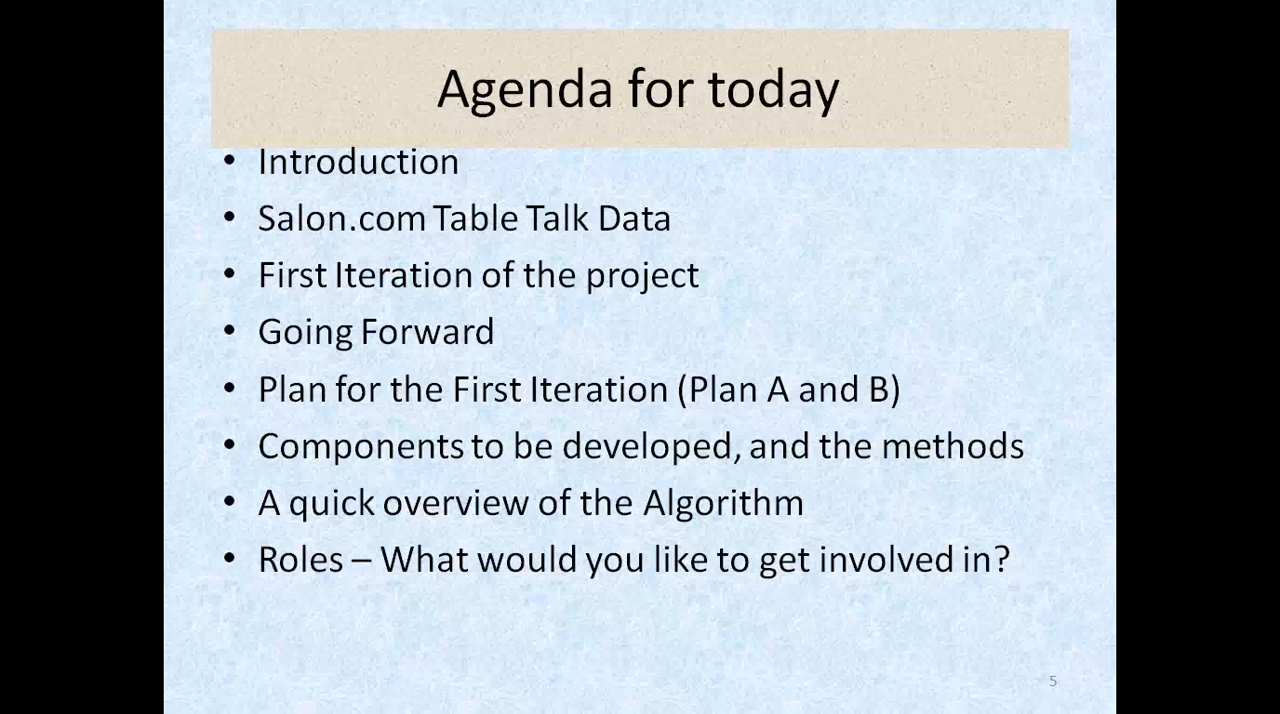 Agenda for today
• Introduction
• Salon.com Table Talk Data
• First Iteration of the project
• Going Forward
• Plan for the First Iteration (Plan A and B)
• Components to be developed, and the methods
• A quick overview of the Algorithm
• Roles – What would you like to get involved in?
5